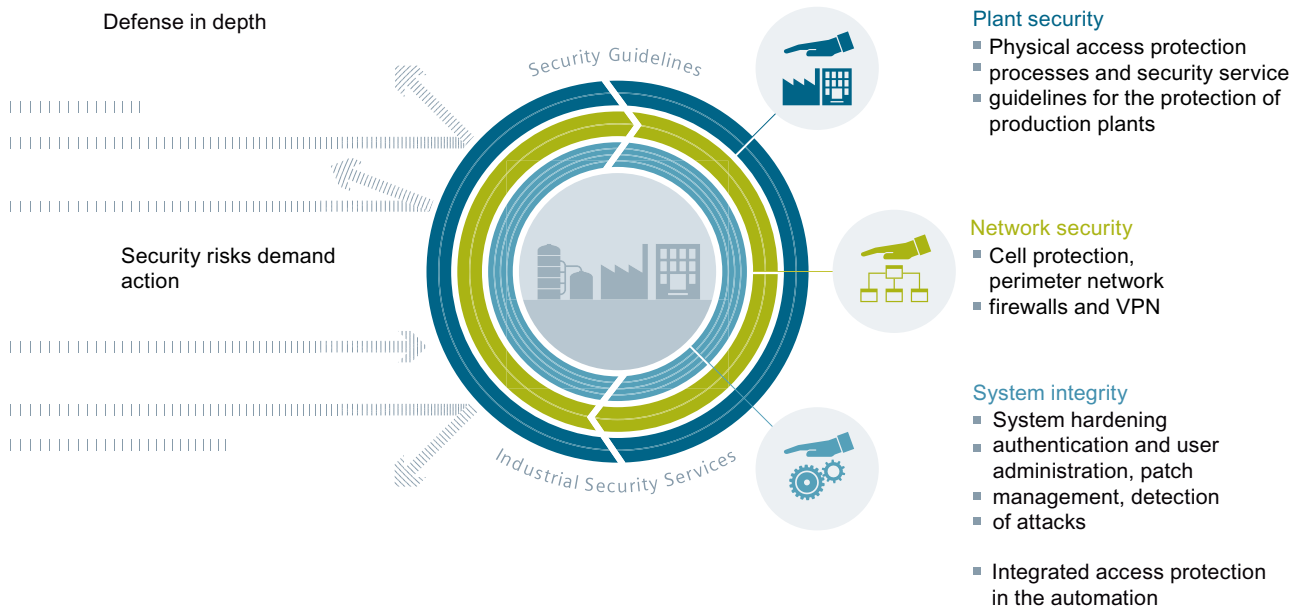 Defense in depth
Security risks demand
action
Security Guidelines
Industrial Security Services
Plant security
Physical access protection
processes and security service
guidelines for the protection of
production plants
Network security
Cell protection,
perimeter network
firewalls and VPN
System integrity
System hardening
authentication and user
administration, patch
management, detection
of attacks
Integrated access protection
in the automation